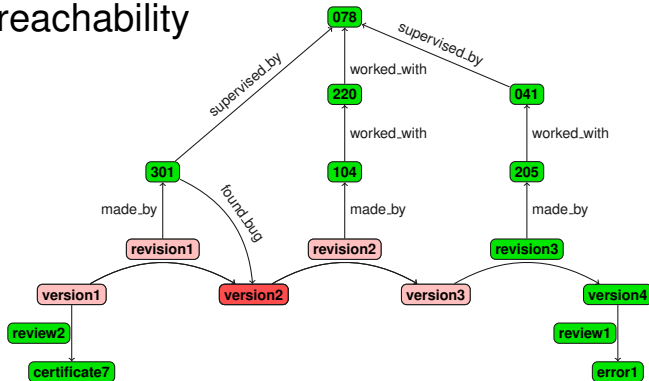 reachability
078
supervised_by
supervised_by
worked_with
220
041
worked_with
worked_with
301
104
205
made_by
found_bug
made_by
made_by
revision1
revision2
revision3
version1
version2
version3
version4
review2
review1
certificate7
error1